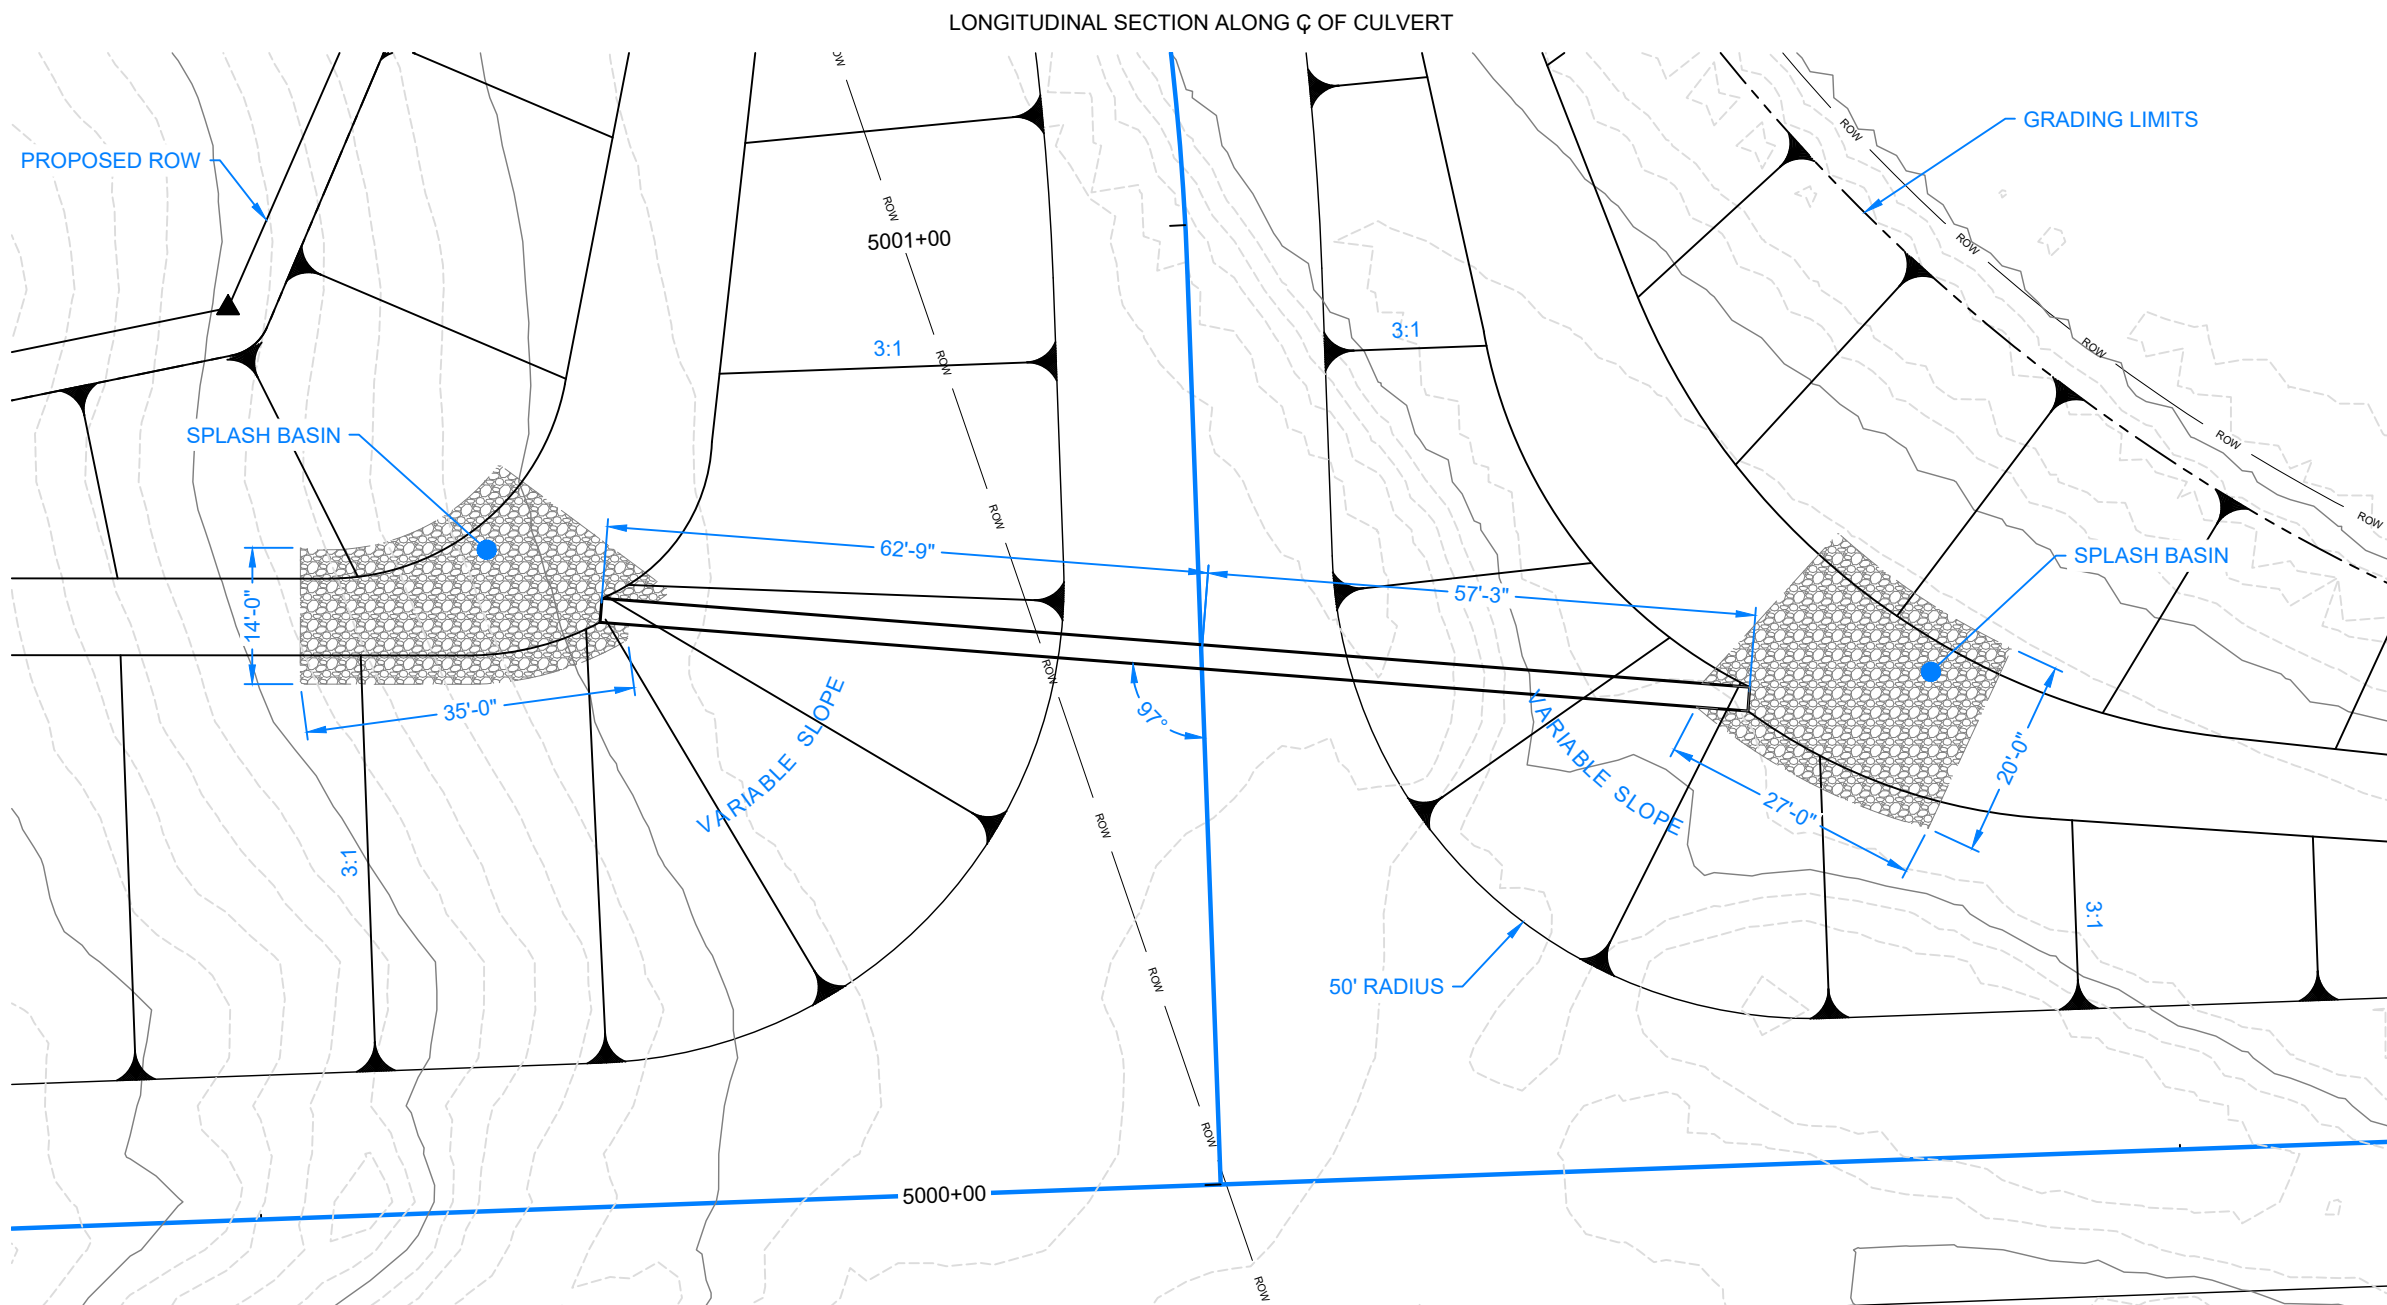 LONGITUDINAL SECTION ALONG ℄ OF CULVERT
ROW
ROW
GRADING LIMITS
PROPOSED ROW
ROW
5001+00
ROW
3:1
3:1
ROW
ROW
SPLASH BASIN
ROW
ROW
ROW
62'-9"
SPLASH BASIN
57'-3"
14'-0"
ROW
35'-0"
97°
VARIABLE SLOPE
VARIABLE SLOPE
20'-0"
27'-0"
ROW
3:1
3:1
ROW
50' RADIUS
ROW
5000+00
ROW